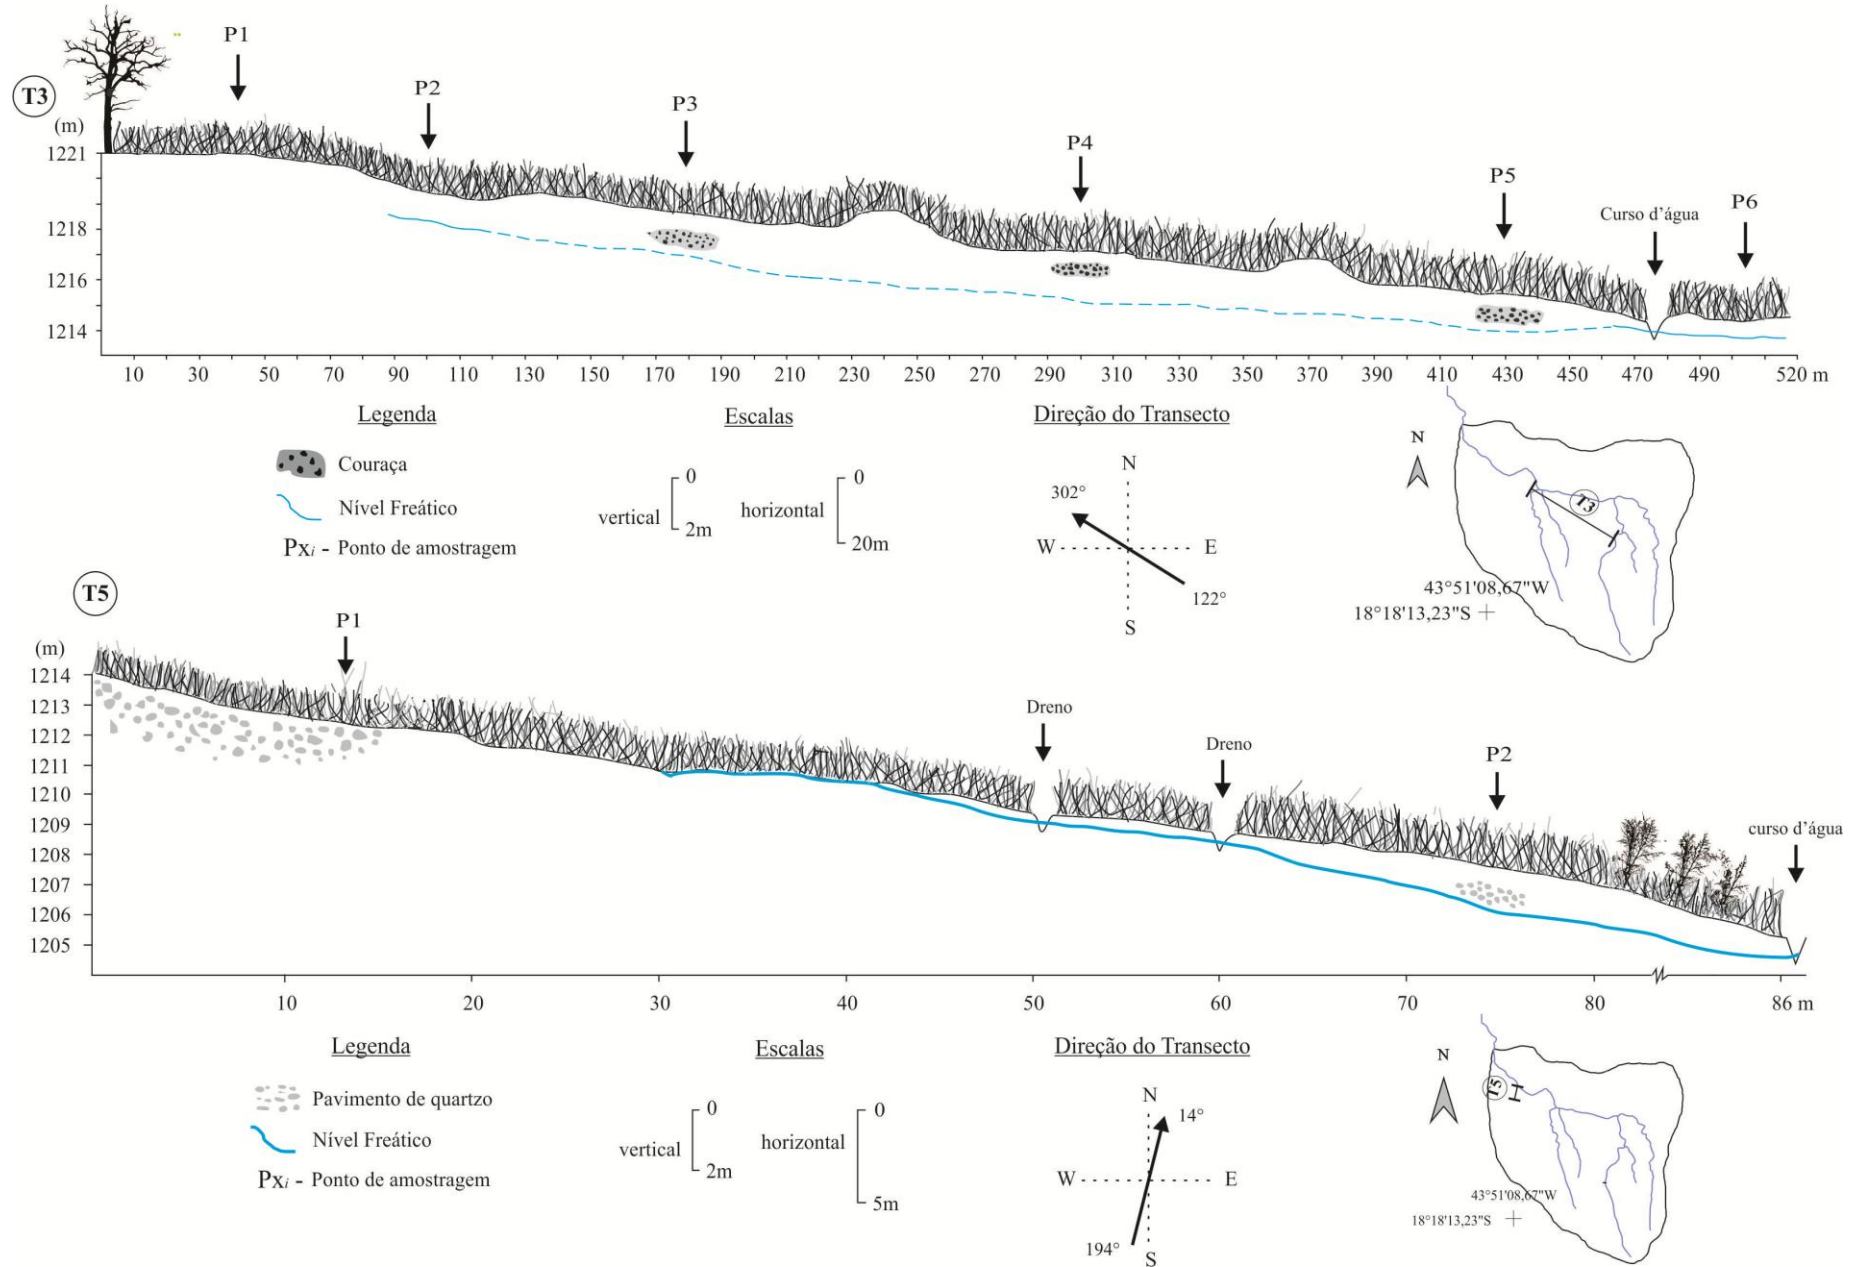 T3
P1
P2
P3
P4
P5
Curso d'água
P6
(m)
1221
1218
1216
1214
10 30 50 70 90 110 130 150 170 190 210 230 250 270 290 310 330 350 370 390 410 430 450 470 490 520 m
Legenda
Couraça
Nível Freático
Pxi - Ponto de amostragem
Escalas
vertical
0
2m
horizontal
0
20m
Direção do Transecto
N
302°
W
E
122°
S
N
T3
43°51'08,67"W
18°18'13,23"S
T5
P1
Dreno
Dreno
P2
curso d'água
(m)
1214
1213
1212
1211
1210
1209
1208
1207
1206
1205
10 20 30 40 50 60 70 80 86 m
Legenda
Pavimento de quartzo
Nível Freático
Pxi - Ponto de amostragem
Escalas
vertical
0
2m
horizontal
0
5m
Direção do Transecto
N
14°
W
E
194°
S
N
T5
43°51'08,67"W
18°18'13,23"S